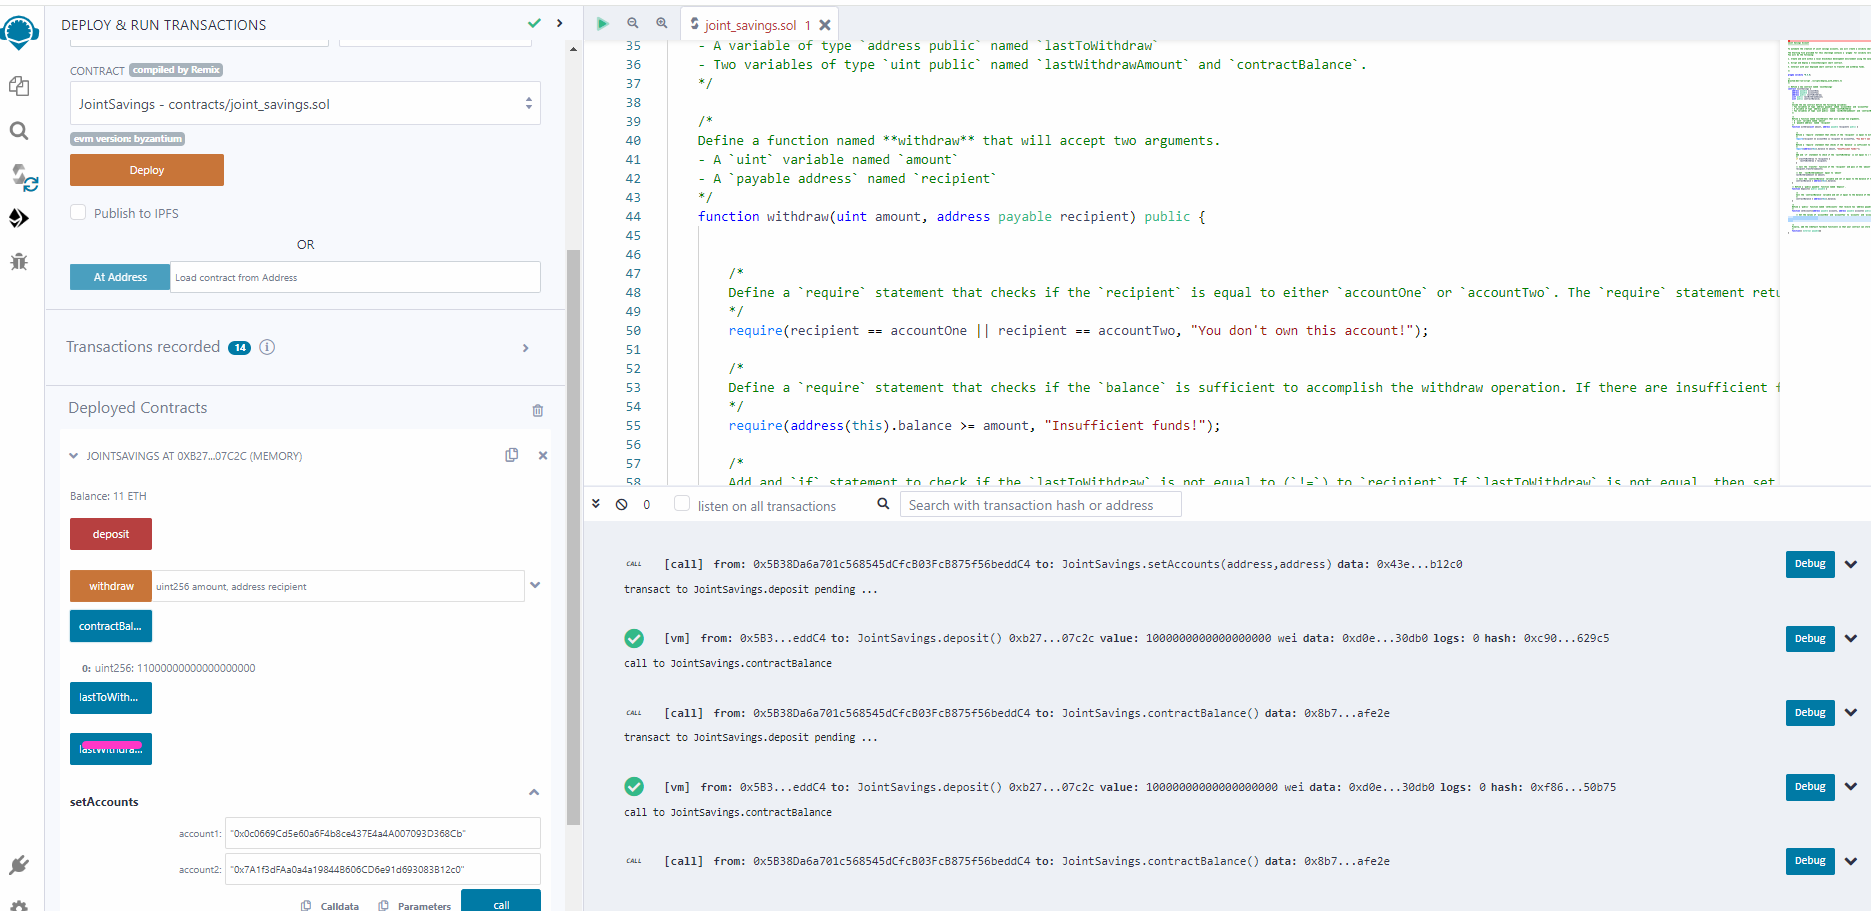 DEPLOY & RUN TRANSACTIONS
CONTRACT compiled by Remix
JointSavings - contracts/joint_savings.sol
evm version: byzantium
Deploy
Publish to IPFS
OR
At Address Load contract from Address
Transactions recorded 14 i
Deployed Contracts
JOINTSAVINGS AT 0XB27...07C2C (MEMORY)
Balance: 11 ETH
deposit
withdraw uint256 amount, address recipient
contractBal...
0: uint256: 11000000000000000000
lastToWith...
lastWithdra...
setAccounts
account1: "0x0c0669Cd5e60a6F4b8ce437E4a4A007093D368Cb"
account2: "0x7A1f3dFAa0a4a19844B606CD6e91d693083B12c0"
Calldata Parameters call
joint_savings.sol 1
35 - A variable of type `address public` named `lastToWithdraw`
36 - Two variables of type `uint public` named `lastWithdrawAmount` and `contractBalance`.
37 */
38
39 /*
40 Define a function named **withdraw** that will accept two arguments.
41 - A `uint` variable named `amount`
42 - A `payable address` named `recipient`
43 */
44 function withdraw(uint amount, address payable recipient) public {
45
46
47 /*
48 Define a `require` statement that checks if the `recipient` is equal to either `accountOne` or `accountTwo`. The `require` statement retu
49 */
50 require(recipient == accountOne || recipient == accountTwo, "You don't own this account!");
51
52 /*
53 Define a `require` statement that checks if the `balance` is sufficient to accomplish the withdraw operation. If there are insufficient f
54 */
55 require(address(this).balance >= amount, "Insufficient funds!");
56
57 /*
58 Add and `if` statement to check if the `lastToWithdraw` is not equal to (`!=`) to `recipient` If `lastToWithdraw` is not equal, then set
0 listen on all transactions Search with transaction hash or address
CALL [call] from: 0x5B38Da6a701c568545dCfcB03FcB875f56beddC4 to: JointSavings.setAccounts(address,address) data: 0x43e...b12c0 Debug
transact to JointSavings.deposit pending ...
[vm] from: 0x5B3...eddC4 to: JointSavings.deposit() 0xb27...07c2c value: 1000000000000000000 wei data: 0xd0e...30db0 logs: 0 hash: 0xc90...629c5 Debug
call to JointSavings.contractBalance
CALL [call] from: 0x5B38Da6a701c568545dCfcB03FcB875f56beddC4 to: JointSavings.contractBalance() data: 0x8b7...afe2e Debug
transact to JointSavings.deposit pending ...
[vm] from: 0x5B3...eddC4 to: JointSavings.deposit() 0xb27...07c2c value: 10000000000000000000 wei data: 0xd0e...30db0 logs: 0 hash: 0xf86...50b75 Debug
call to JointSavings.contractBalance
CALL [call] from: 0x5B38Da6a701c568545dCfcB03FcB875f56beddC4 to: JointSavings.contractBalance() data: 0x8b7...afe2e Debug